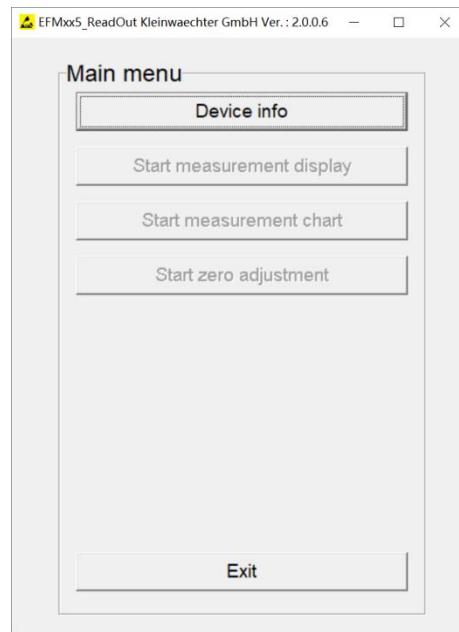 EFMxx5_ReadOut Kleinwaechter GmbH Ver. : 2.0.0.6
Main menu
Device info
Start measurement display
Start measurement chart
Start zero adjustment
Exit